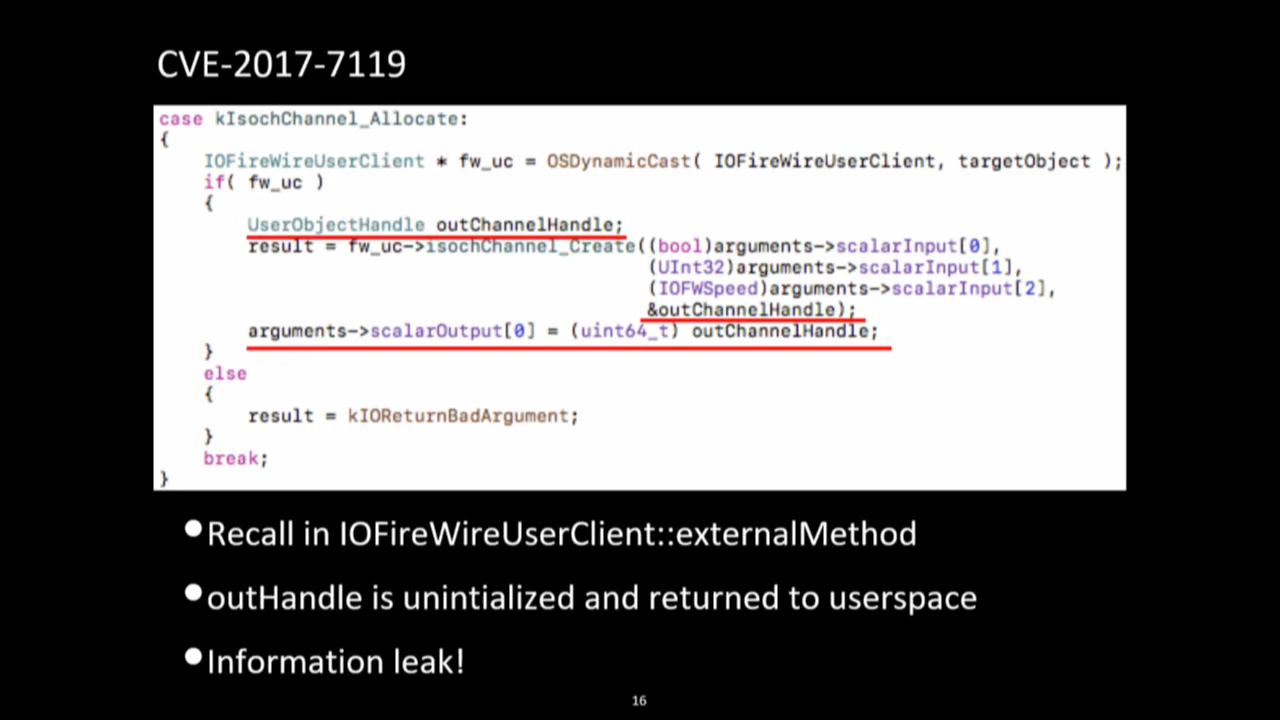 CVE-2017-7119
case kIsochChannel_Allocate:
{
IOFireWireUserClient * fw_uc = OSDynamicCast( IOFireWireUserClient, targetObject );
if( fw_uc )
{
UserObjectHandle outChannelHandle;
result = fw_uc->isochChannel_Create((bool)arguments->scalarInput[0],
(UInt32)arguments->scalarInput[1],
(IOFWSpeed)arguments->scalarInput[2],
&outChannelHandle);
arguments->scalarOutput[0] = (uint64_t) outChannelHandle;
}
else
{
result = kIOReturnBadArgument;
}
break;
}
•Recall in IOFireWireUserClient::externalMethod
•outHandle is unintialized and returned to userspace
•Information leak!
16